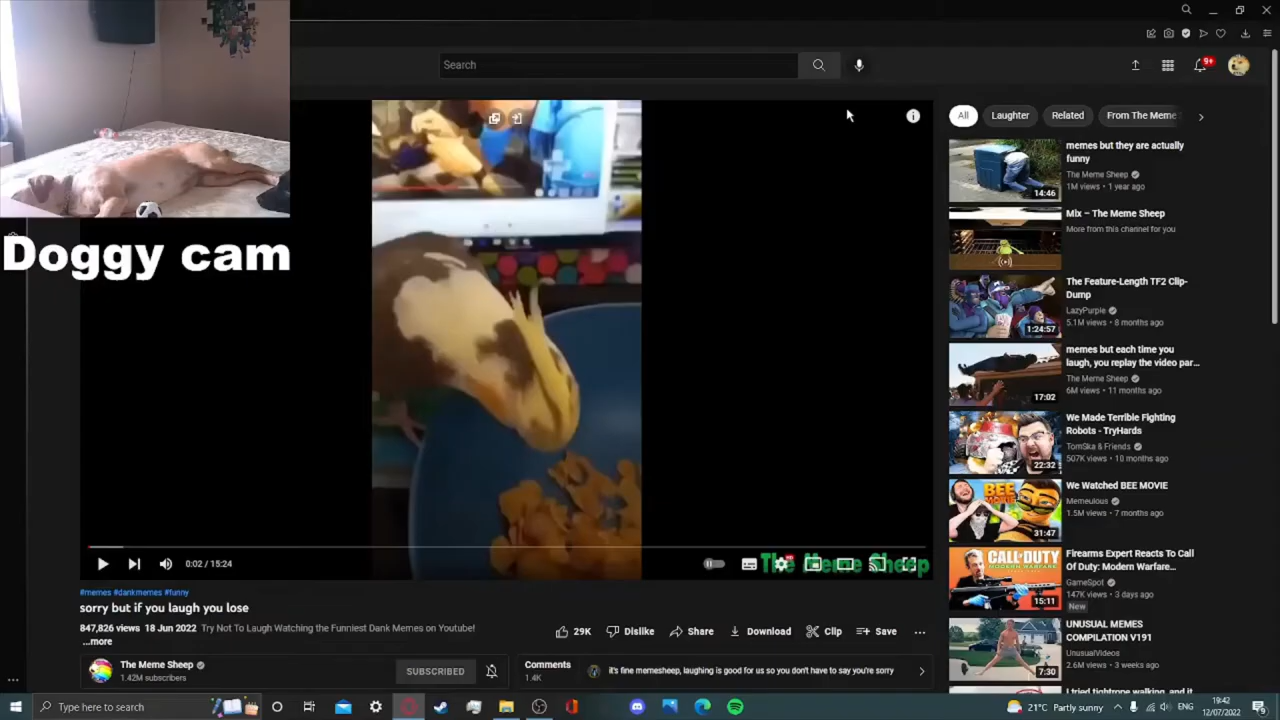 Search
9+
Doggy cam
All
Laughter
Related
From The Meme
memes but they are actually
funny
The Meme Sheep
1M views • 1 year ago
14:46
Mix – The Meme Sheep
More from this channel for you
The Feature-Length TF2 Clip-
Dump
LazyPurple
5.1M views • 8 months ago
1:24:57
memes but each time you
laugh, you replay the video par...
The Meme Sheep
6M views • 11 months ago
17:02
We Made Terrible Fighting
Robots - TryHards
TomSka & Friends
507K views • 10 months ago
22:32
We Watched BEE MOVIE
Memeulous
1.5M views • 7 months ago
BEE
MOVIE
31:47
Firearms Expert Reacts To Call
Of Duty: Modern Warfare...
GameSpot
147K views • 3 days ago
New
CALL°DUTY
15:11
UNUSUAL MEMES
COMPILATION V191
UnusualVideos
2.6M views • 3 weeks ago
7:30
I tried tightrope walking, and it
0:02 / 15:24
The Meme Sheep
#memes #dankmemes #funny
sorry but if you laugh you lose
847,826 views 18 Jun 2022 Try Not To Laugh Watching the Funniest Dank Memes on Youtube!
...more
29K
Dislike
Share
Download
Clip
Save
The Meme Sheep
1.42M subscribers
SUBSCRIBED
Comments
1.4K
it's fine memesheep, laughing is good for us so you don't have to say you're sorry
Type here to search
21°C Partly sunny
ENG
19:42
12/07/2022